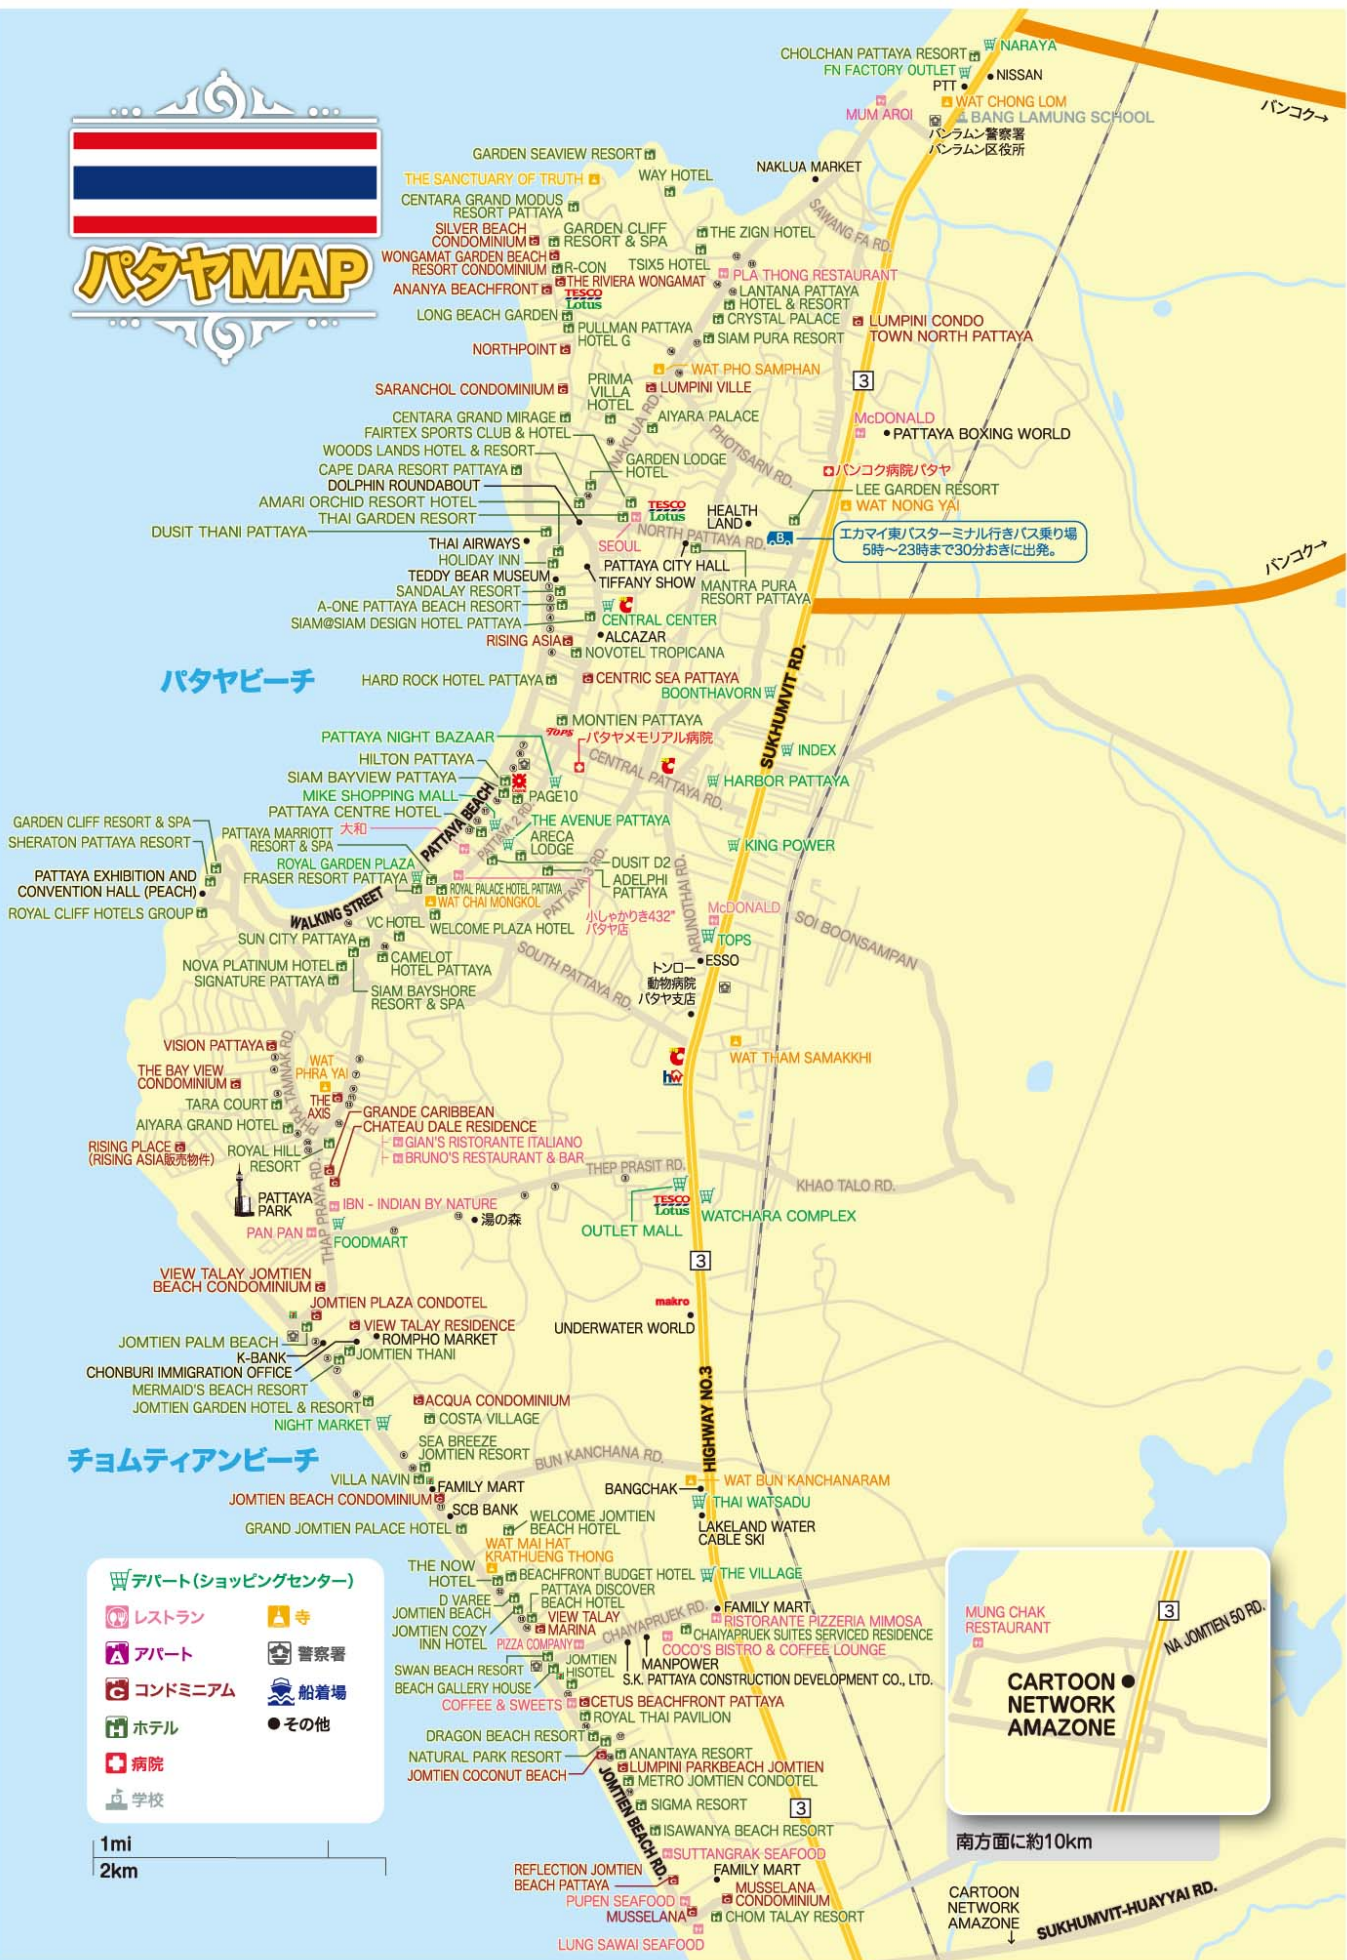 CHOLCHAN PATTAYA RESORT
NARAYA
FN FACTORY OUTLET
NISSAN
PTT
WAT CHONG LOM
MUM AROI
BANG LAMUNG SCHOOL
バンラムン警察署
バンラムン区役所
バンコク→
パタヤMAP
GARDEN SEAVIEW RESORT
THE SANCTUARY OF TRUTH
WAY HOTEL
NAKLUA MARKET
SAWANG FA RD.
CENTARA GRAND MODUS
RESORT PATTAYA
SILVER BEACH
CONDOMINIUM
GARDEN CLIFF
RESORT & SPA
THE ZIGN HOTEL
WONGAMAT GARDEN BEACH
RESORT CONDOMINIUM
R-CON
TSIX5 HOTEL
PLA THONG RESTAURANT
THE RIVIERA WONGAMAT
ANANYA BEACHFRONT
TESCO
Lotus
LANTANA PATTAYA
HOTEL & RESORT
LONG BEACH GARDEN
CRYSTAL PALACE
LUMPINI CONDO
TOWN NORTH PATTAYA
PULLMAN PATTAYA
HOTEL G
SIAM PURA RESORT
NORTHPOINT
WAT PHO SAMPHAN
SARANCHOL CONDOMINIUM
PRIMA
VILLA
HOTEL
LUMPINI VILLE
3
NAKLUA RD.
CENTARA GRAND MIRAGE
AIYARA PALACE
McDONALD
FAIRTEX SPORTS CLUB & HOTEL
PHOTISARN RD.
PATTAYA BOXING WORLD
WOODS LANDS HOTEL & RESORT
GARDEN LODGE
HOTEL
CAPE DARA RESORT PATTAYA
バンコク病院パタヤ
DOLPHIN ROUNDABOUT
LEE GARDEN RESORT
AMARI ORCHID RESORT HOTEL
TESCO
Lotus
HEALTH
LAND
WAT NONG YAI
THAI GARDEN RESORT
DUSIT THANI PATTAYA
NORTH PATTAYA RD.
B
エカマイ東バスターミナル行きバス乗り場
5時～23時まで30分おきに出発。
THAI AIRWAYS
SEOUL
バンコク→
HOLIDAY INN
PATTAYA CITY HALL
TEDDY BEAR MUSEUM
TIFFANY SHOW
MANTRA PURA
RESORT PATTAYA
SANDALAY RESORT
A-ONE PATTAYA BEACH RESORT
SIAM@SIAM DESIGN HOTEL PATTAYA
CENTRAL CENTER
RISING ASIA
ALCAZAR
NOVOTEL TROPICANA
SUKHUMVIT RD.
パタヤビーチ
HARD ROCK HOTEL PATTAYA
CENTRIC SEA PATTAYA
BOONTHAVORN
MONTIEN PATTAYA
PATTAYA NIGHT BAZAAR
TOPS
パタヤメモリアル病院
INDEX
HILTON PATTAYA
CENTRAL PATTAYA RD.
SIAM BAYVIEW PATTAYA
HARBOR PATTAYA
MIKE SHOPPING MALL
PAGE10
PATTAYA CENTRE HOTEL
PATTAYA BEACH
PATTAYA 2 RD.
THE AVENUE PATTAYA
GARDEN CLIFF RESORT & SPA
大和
PATTAYA MARRIOTT
RESORT & SPA
ARECA
LODGE
SHERATON PATTAYA RESORT
KING POWER
ROYAL GARDEN PLAZA
DUSIT D2
PATTAYA EXHIBITION AND
CONVENTION HALL (PEACH)
FRASER RESORT PATTAYA
ADELPHI
PATTAYA
PATTAYA 3 RD.
ARUNOTHAI RD.
ROYAL PALACE HOTEL PATTAYA
WAT CHAI MONGKOL
ROYAL CLIFF HOTELS GROUP
WALKING STREET
小しゃかりき432"
パタヤ店
McDONALD
VC HOTEL
WELCOME PLAZA HOTEL
SOI BOONSAMPAN
SUN CITY PATTAYA
TOPS
CAMELOT
HOTEL PATTAYA
SOUTH PATTAYA RD.
ESSO
NOVA PLATINUM HOTEL
トンロー
動物病院
パタヤ支店
SIGNATURE PATTAYA
SIAM BAYSHORE
RESORT & SPA
VISION PATTAYA
PHRA TAMNAK RD.
WAT
PHRA YAI
WAT THAM SAMAKKHI
hw
THE BAY VIEW
CONDOMINIUM
TARA COURT
THE
AXIS
GRANDE CARIBBEAN
AIYARA GRAND HOTEL
CHATEAU DALE RESIDENCE
RISING PLACE
(RISING ASIA販売物件)
ROYAL HILL
RESORT
GIAN'S RISTORANTE ITALIANO
BRUNO'S RESTAURANT & BAR
THEP PRASIT RD.
KHAO TALO RD.
PATTAYA
PARK
THAP PRAYA RD.
IBN - INDIAN BY NATURE
湯の森
TESCO
Lotus
WATCHARA COMPLEX
PAN PAN
FOODMART
OUTLET MALL
3
VIEW TALAY JOMTIEN
BEACH CONDOMINIUM
JOMTIEN PLAZA CONDOTEL
makro
VIEW TALAY RESIDENCE
UNDERWATER WORLD
JOMTIEN PALM BEACH
ROMPHO MARKET
K-BANK
JOMTIEN THANI
CHONBURI IMMIGRATION OFFICE
MERMAID'S BEACH RESORT
JOMTIEN GARDEN HOTEL & RESORT
ACQUA CONDOMINIUM
NIGHT MARKET
COSTA VILLAGE
HIGHWAY NO.3
チョムティアンビーチ
SEA BREEZE
JOMTIEN RESORT
BUN KANCHANA RD.
VILLA NAVIN
FAMILY MART
BANGCHAK
WAT BUN KANCHANARAM
JOMTIEN BEACH CONDOMINIUM
SCB BANK
THAI WATSADU
GRAND JOMTIEN PALACE HOTEL
WELCOME JOMTIEN
BEACH HOTEL
LAKELAND WATER
CABLE SKI
WAT MAI HAT
KRATHUENG THONG
THE NOW
HOTEL
BEACHFRONT BUDGET HOTEL
THE VILLAGE
PATTAYA DISCOVER
BEACH HOTEL
D VAREE
JOMTIEN BEACH
CHAIYAPRUEK RD.
FAMILY MART
VIEW TALAY
MARINA
RISTORANTE PIZZERIA MIMOSA
JOMTIEN COZY
INN HOTEL
PIZZA COMPANY
CHAIYAPRUEK SUITES SERVICED RESIDENCE
COCO'S BISTRO & COFFEE LOUNGE
JOMTIEN
HISOTEL
MANPOWER
SWAN BEACH RESORT
S.K. PATTAYA CONSTRUCTION DEVELOPMENT CO., LTD.
BEACH GALLERY HOUSE
COFFEE & SWEETS
CETUS BEACHFRONT PATTAYA
ROYAL THAI PAVILION
DRAGON BEACH RESORT
NATURAL PARK RESORT
ANANTAYA RESORT
JOMTIEN COCONUT BEACH
LUMPINI PARKBEACH JOMTIEN
METRO JOMTIEN CONDOTEL
JOMTIEN BEACH RD.
SIGMA RESORT
3
ISAWANYA BEACH RESORT
SUTTANGRAK SEAFOOD
REFLECTION JOMTIEN
BEACH PATTAYA
FAMILY MART
PUPEN SEAFOOD
MUSSELANA
CONDOMINIUM
MUSSELANA
CHOM TALAY RESORT
LUNG SAWAI SEAFOOD
デパート(ショッピングセンター)
レストラン
寺
A アパート
警察署
C コンドミニアム
船着場
H ホテル
その他
病院
学校
1mi
2km
MUNG CHAK
RESTAURANT
3
NA JOMTIEN 50 RD.
CARTOON
NETWORK
AMAZONE
南方面に約10km
CARTOON
NETWORK
AMAZONE
↓
SUKHUMVIT-HUAYYAI RD.